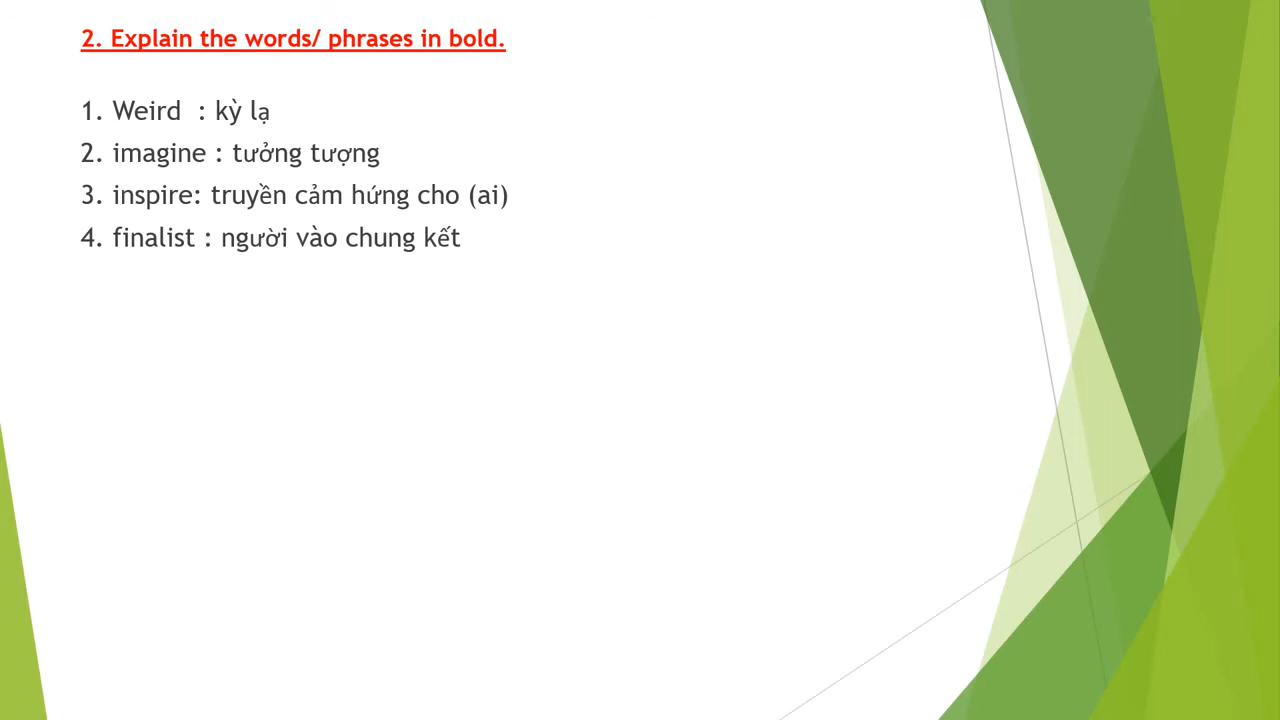 2. Explain the words/ phrases in bold.
1. Weird : kỳ lạ
2. imagine : tưởng tượng
3. inspire: truyền cảm hứng cho (ai)
4. finalist : người vào chung kết